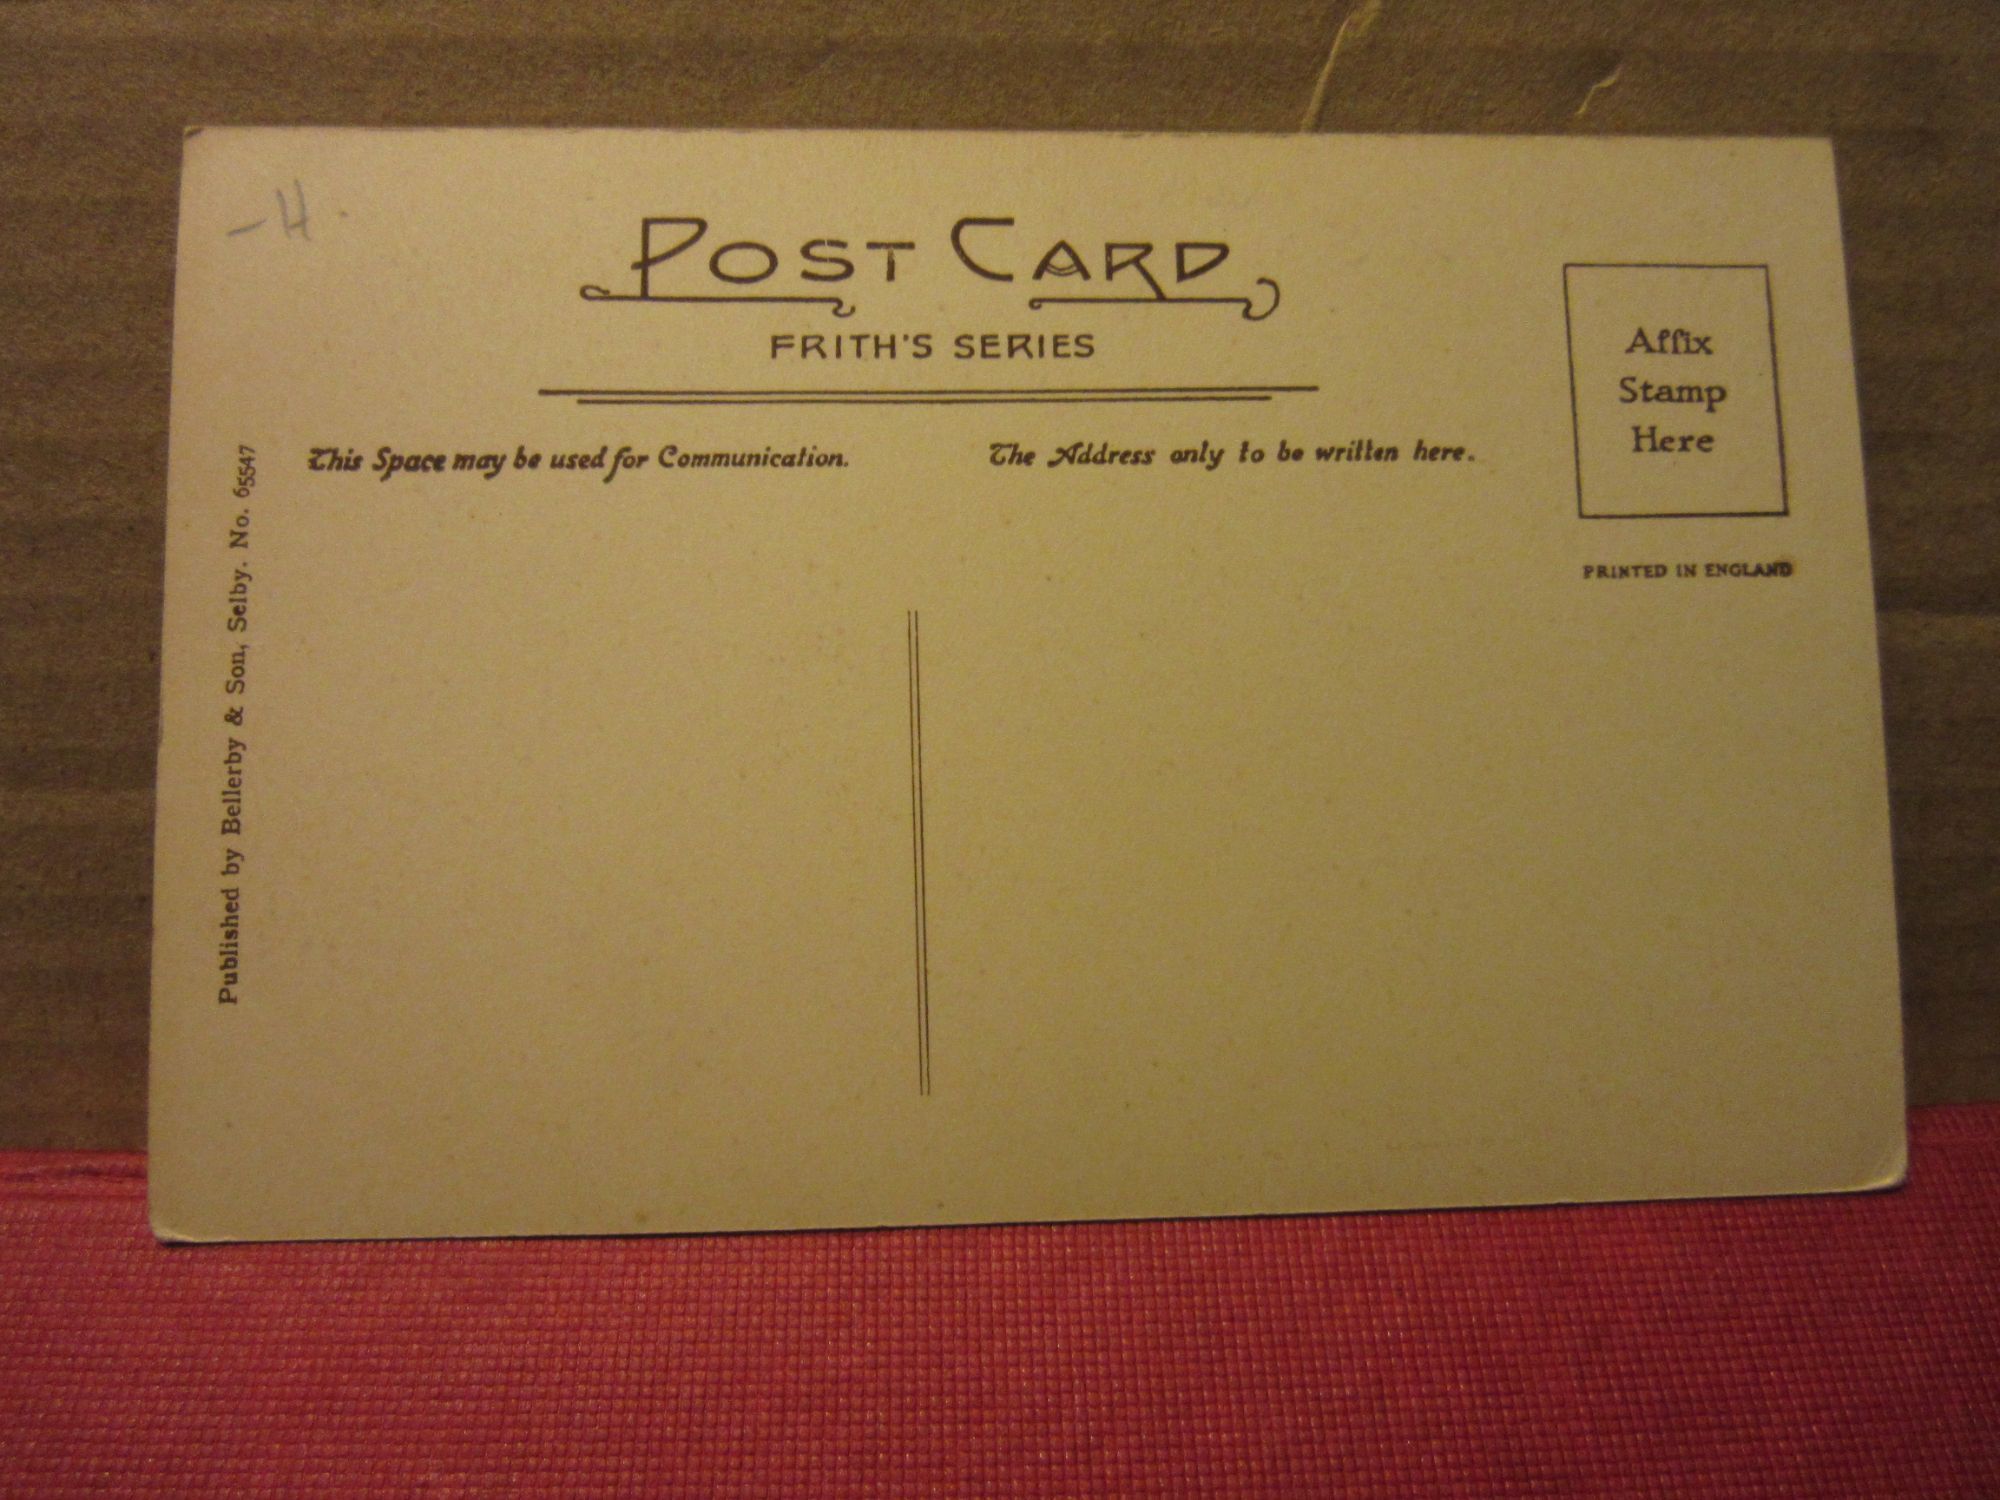 -H.
POST CARD
FRITH'S SERIES
This Space may be used for Communication.
The Address only to be written here.
Affix
Stamp
Here
PRINTED IN ENGLAND
Published by Bellerby & Son, Selby. No. 65547